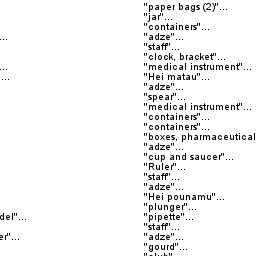 "paper bags (2)"...
"jar"...
"containers"...
... "adze"...
"staff"...
"clock, bracket"...
... "medical instrument"...
... "Hei matau"...
"adze"...
"spear"...
"medical instrument"...
"containers"...
"containers"...
"boxes, pharmaceutical
"adze"...
"cup and saucer"...
"Ruler"...
"staff"...
"adze"...
"Hei pounamu"...
"plunger"...
del"... "pipette"...
"staff"...
er"... "adze"...
"gourd"...